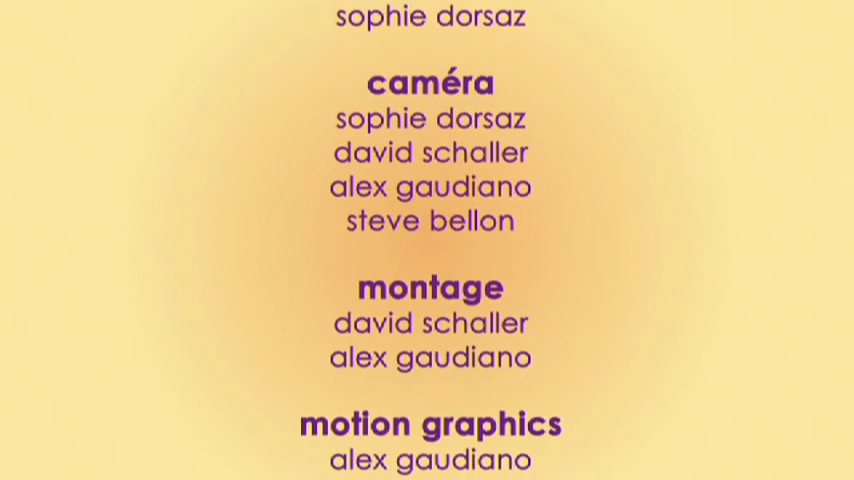 sophie dorsaz
caméra
sophie dorsaz
david schaller
alex gaudiano
steve bellon
montage
david schaller
alex gaudiano
motion graphics
alex gaudiano